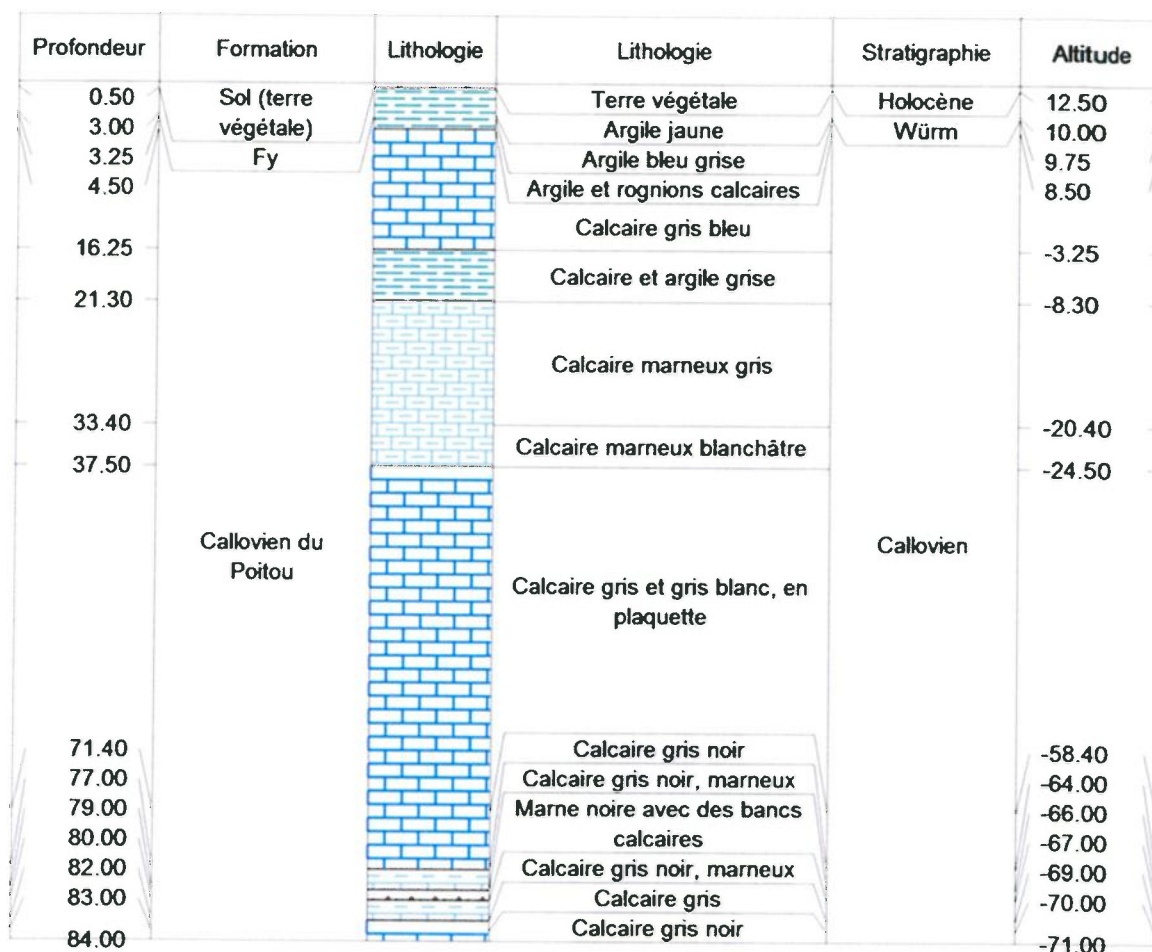 Profondeur Formation Lithologie Lithologie Stratigraphie Altitude
0.50 Sol (terre Terre végétale Holocène 12.50
3.00 végétale) Argile jaune Würm 10.00
3.25 Fy Argile bleu grise 9.75
4.50 Argile et rognions calcaires 8.50
Calcaire gris bleu
16.25 -3.25
Calcaire et argile grise
21.30 -8.30
Calcaire marneux gris
33.40 -20.40
Calcaire marneux blanchâtre
37.50 -24.50
Callovien du Callovien
Poitou
Calcaire gris et gris blanc, en
plaquette
71.40 Calcaire gris noir -58.40
77.00 Calcaire gris noir, marneux -64.00
79.00 Marne noire avec des bancs -66.00
80.00 calcaires -67.00
82.00 Calcaire gris noir, marneux -69.00
83.00 Calcaire gris -70.00
84.00 Calcaire gris noir -71.00